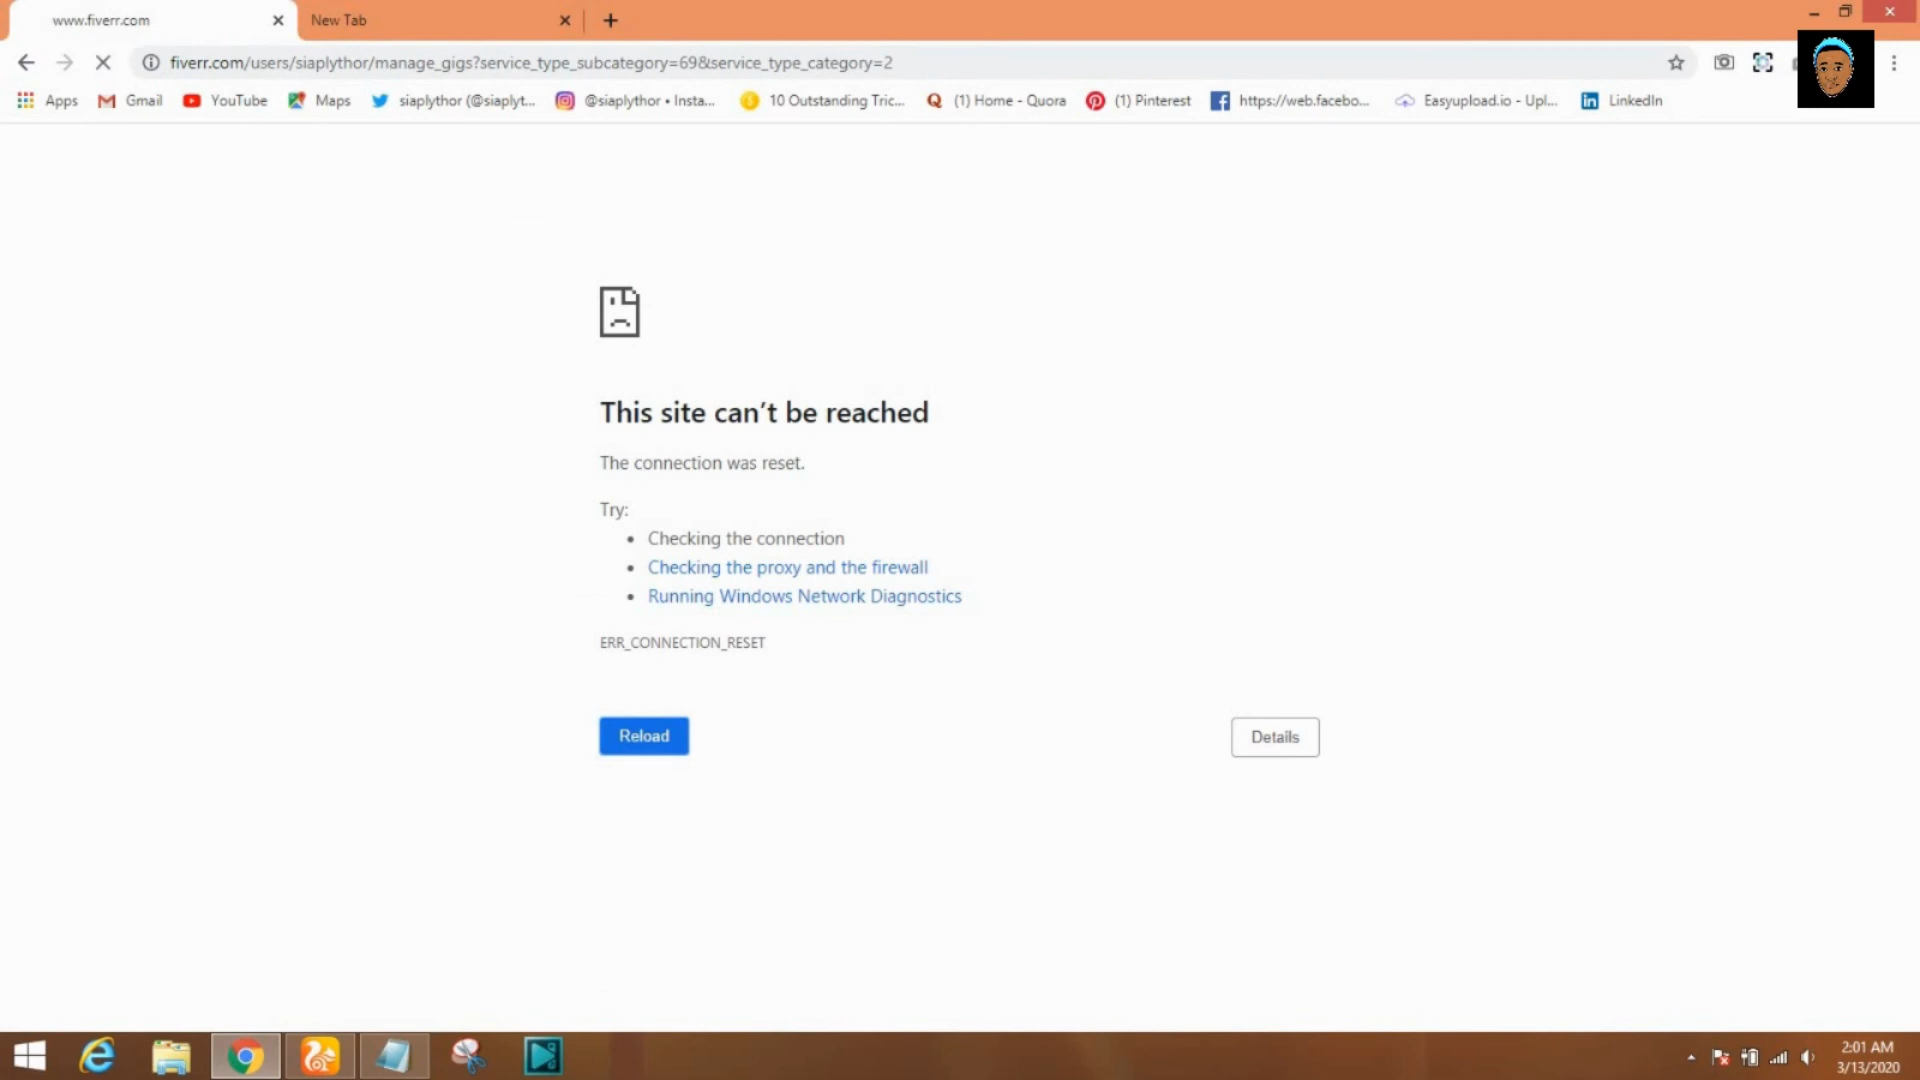 www.fiverr.com
New Tab
fiverr.com/users/siaplythor/manage_gigs?service_type_subcategory=69&service_type_category=2
Apps
Gmail
YouTube
Maps
siaplythor (@siaplyt...
@siaplythor • Insta...
10 Outstanding Tric...
(1) Home - Quora
(1) Pinterest
https://web.facebo...
Easyupload.io - Upl...
LinkedIn
This site can’t be reached
The connection was reset.
Try:
• Checking the connection
• Checking the proxy and the firewall
• Running Windows Network Diagnostics
ERR_CONNECTION_RESET
Reload
Details
2:01 AM
3/13/2020